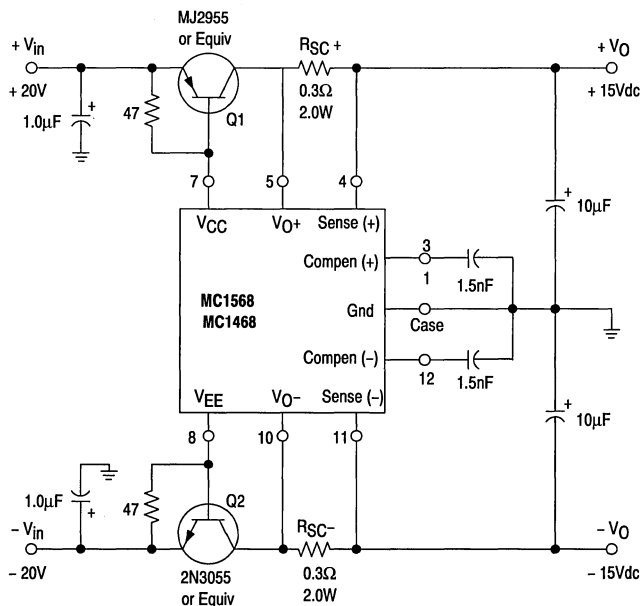 MJ2955
or Equiv
+ Vin
+ 20V
1.0μF
+
47
Q1
RSC +
0.3Ω
2.0W
+ VO
+ 15Vdc
7
5
4
VCC
VO+
Sense (+)
+
10μF
Compen (+)
3
1
1.5nF
MC1568
MC1468
Gnd
Case
Compen (–)
12
1.5nF
VEE
VO–
Sense (–)
8
10
11
+
10μF
1.0μF
+
47
Q2
– Vin
– 20V
2N3055
or Equiv
RSC–
0.3Ω
2.0W
– VO
– 15Vdc